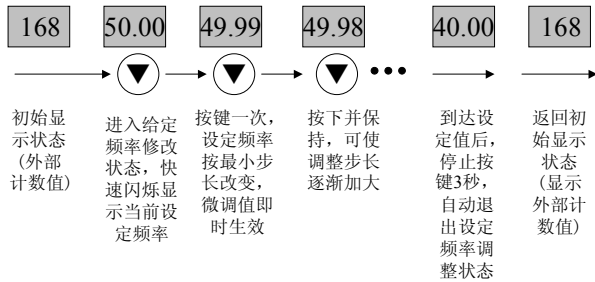 168
50.00
49.99
49.98
40.00
168
初始显
示状态
(外部
计数值)
进入给定
频率修改
状态，快
速闪烁显
示当前设
定频率
按键一次，
设定频率
按最小步
长改变，
微调值即
时生效
按下并保
持，可使
调整步长
逐渐加大
到达设
定值后，
停止按
键3秒，
自动退
出设定
频率调
整状态
返回初
始显示
状态
(显示
外部计
数值)